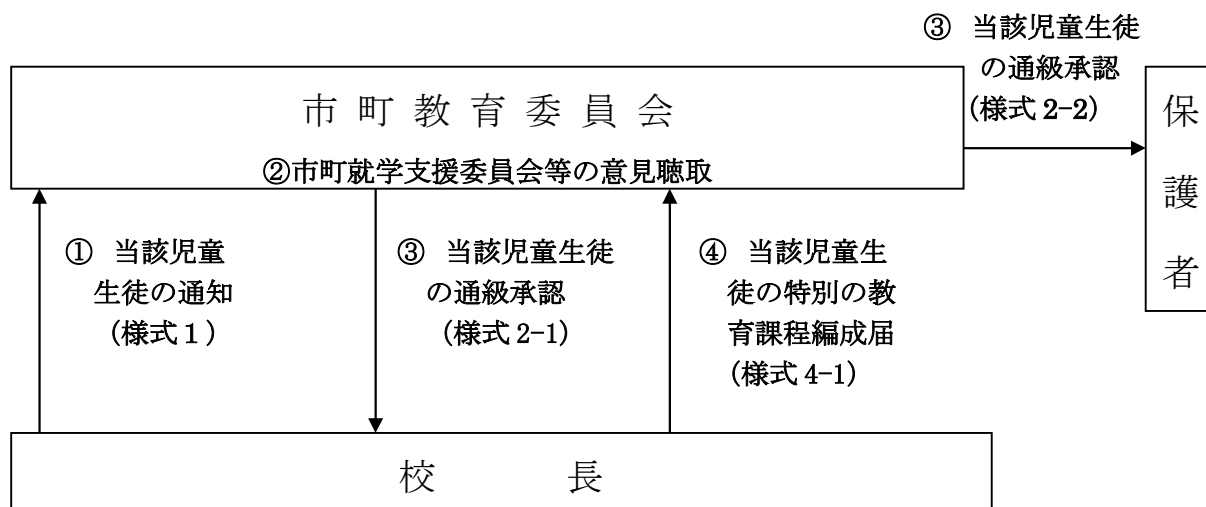 ③ 当該児童生徒
の通級承認
(様式 2-2)
市 町 教 育 委 員 会
②市町就学支援委員会等の意見聴取
保
護
者
① 当該児童
生徒の通知
(様式１)
③ 当該児童生徒
の通級承認
(様式 2-1)
④ 当該児童生
徒の特別の教
育課程編成届
(様式 4-1)
校　　長